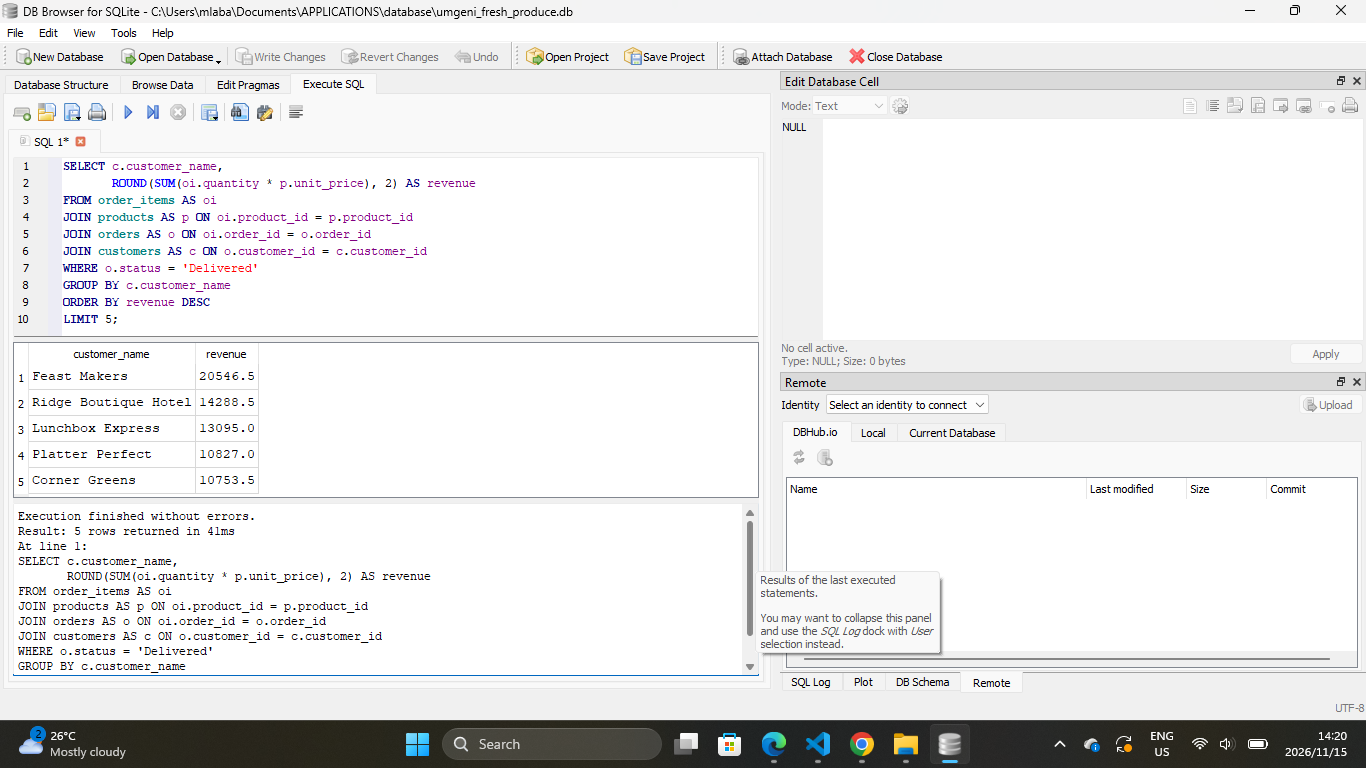 DB Browser for SQLite - C:\Users\mlaba\Documents\APPLICATIONS\database\umgeni_fresh_produce.db
File Edit View Tools Help
New Database Open Database Write Changes Revert Changes Undo Open Project Save Project Attach Database Close Database
Database Structure Browse Data Edit Pragmas Execute SQL
SQL 1*
1 SELECT c.customer_name,
2 ROUND(SUM(oi.quantity * p.unit_price), 2) AS revenue
3 FROM order_items AS oi
4 JOIN products AS p ON oi.product_id = p.product_id
5 JOIN orders AS o ON oi.order_id = o.order_id
6 JOIN customers AS c ON o.customer_id = c.customer_id
7 WHERE o.status = 'Delivered'
8 GROUP BY c.customer_name
9 ORDER BY revenue DESC
10 LIMIT 5;
customer_name revenue
1 Feast Makers 20546.5
2 Ridge Boutique Hotel 14288.5
3 Lunchbox Express 13095.0
4 Platter Perfect 10827.0
5 Corner Greens 10753.5
Execution finished without errors.
Result: 5 rows returned in 41ms
At line 1:
SELECT c.customer_name,
ROUND(SUM(oi.quantity * p.unit_price), 2) AS revenue
FROM order_items AS oi
JOIN products AS p ON oi.product_id = p.product_id
JOIN orders AS o ON oi.order_id = o.order_id
JOIN customers AS c ON o.customer_id = c.customer_id
WHERE o.status = 'Delivered'
GROUP BY c.customer_name
Edit Database Cell
Mode: Text
NULL
No cell active.
Type: NULL; Size: 0 bytes
Apply
Remote
Identity Select an identity to connect Upload
DBHub.io Local Current Database
Name Last modified Size Commit
Results of the last executed
statements.
You may want to collapse this panel
and use the SQL Log dock with User
selection instead.
SQL Log Plot DB Schema Remote
UTF-8
2
26°C
Mostly cloudy
Search
ENG
US
14:20
2026/11/15